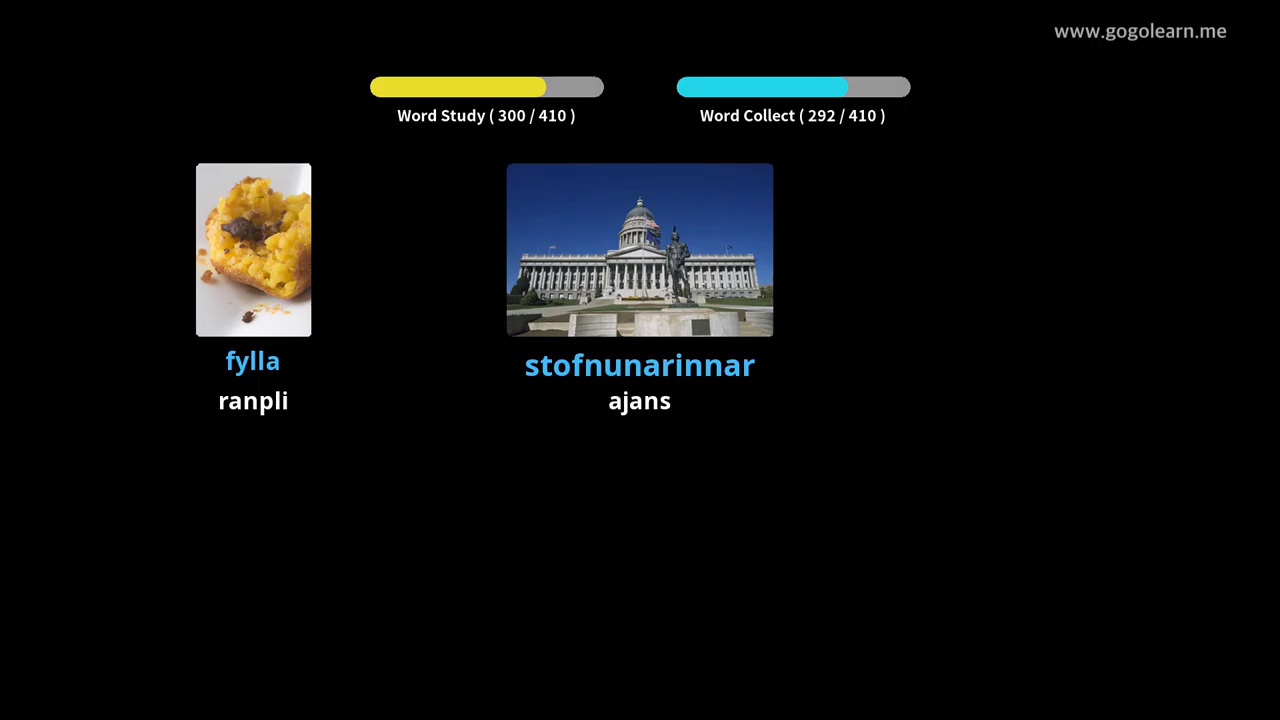 www.gogolearn.me
Word Study ( 300 / 410 )
Word Collect ( 292 / 410 )
fylla
ranpli
stofnunarinnar
ajans